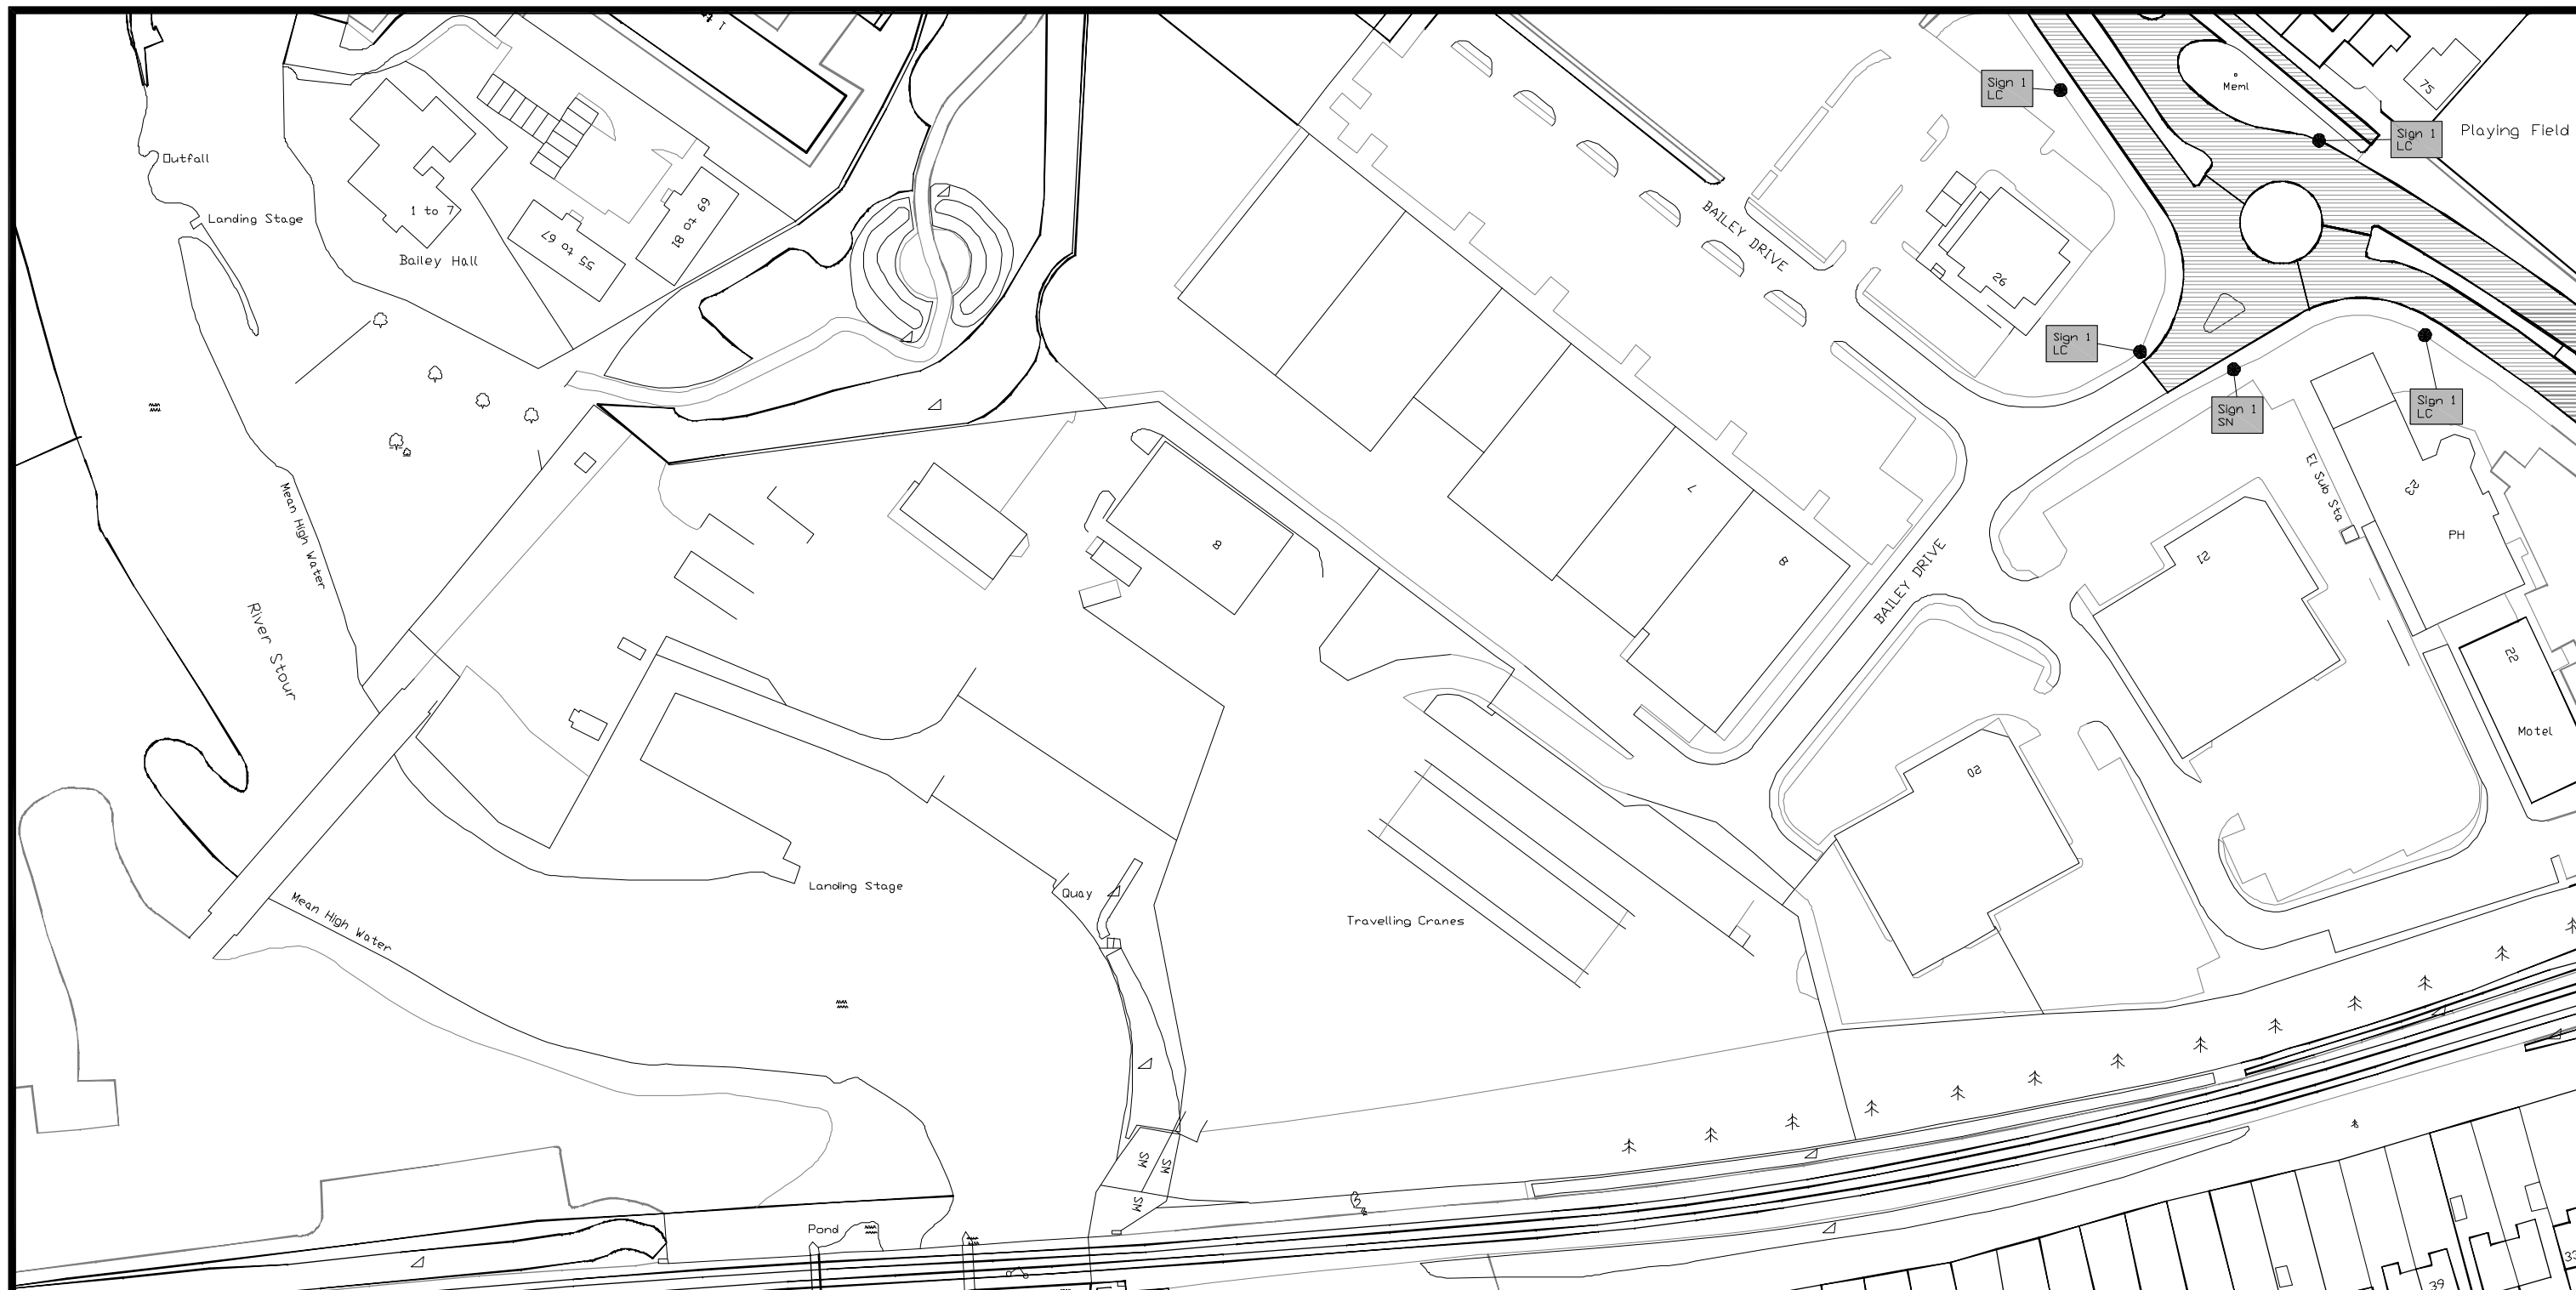 Sign 1
LC
Meml
75
Sign 1
LC
Playing Field
Outfall
Landing Stage
1 to 7
Bailey Hall
55 to 67
69 to 81
BAILEY DRIVE
26
Sign 1
LC
Sign 1
SN
Sign 1
LC
El Sub Sta
23
PH
Mean High Water
River Stour
8
7
8
BAILEY DRIVE
21
22
Motel
20
Landing Stage
Quay
Travelling Cranes
Mean High Water
SM
SM
SM
Pond
39
33